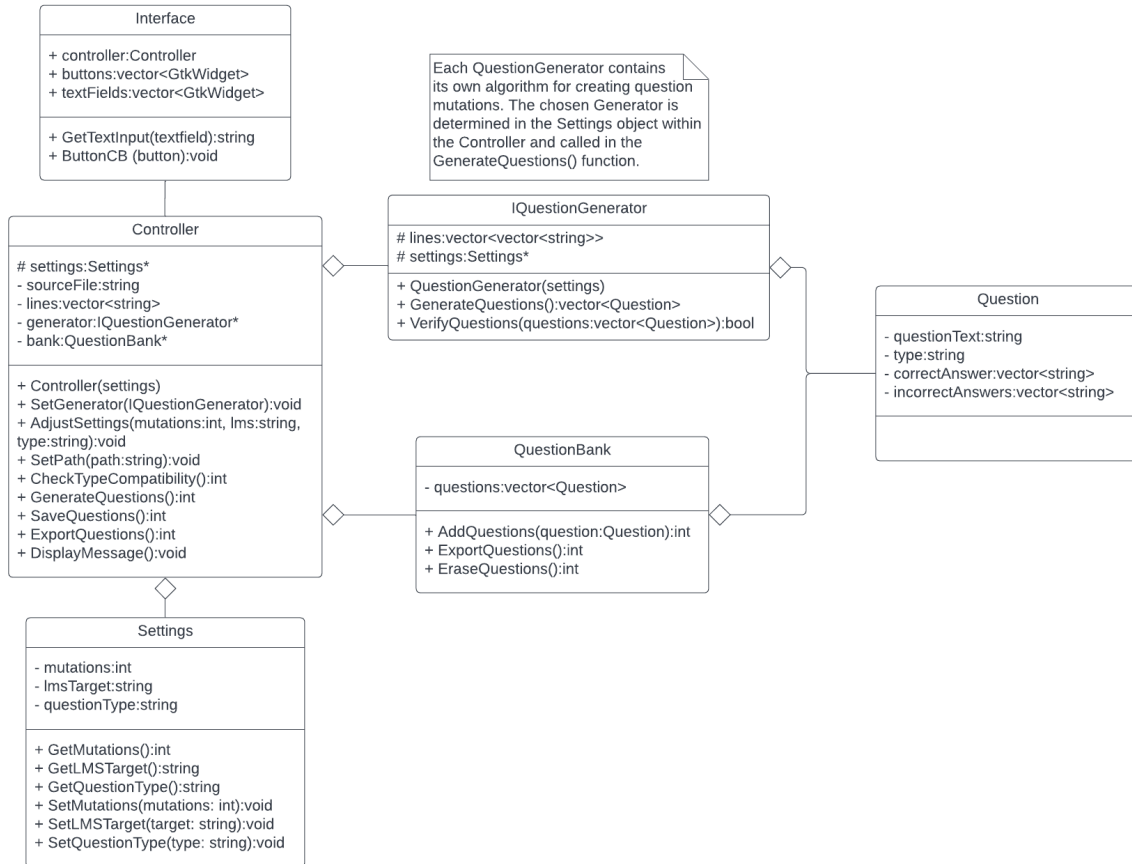 Interface
+ controller:Controller
+ buttons:vector<GtkWidget>
+ textFields:vector<GtkWidget>
+ GetTextInput(textfield):string
+ ButtonCB (button):void
Each QuestionGenerator contains
its own algorithm for creating question
mutations. The chosen Generator is
determined in the Settings object within
the Controller and called in the
GenerateQuestions() function.
Controller
# settings:Settings*
- sourceFile:string
- lines:vector<string>
- generator:IQuestionGenerator*
- bank:QuestionBank*
+ Controller(settings)
+ SetGenerator(IQuestionGenerator):void
+ AdjustSettings(mutations:int, lms:string,
type:string):void
+ SetPath(path:string):void
+ CheckTypeCompatibility():int
+ GenerateQuestions():int
+ SaveQuestions():int
+ ExportQuestions():int
+ DisplayMessage():void
IQuestionGenerator
# lines:vector<vector<string>>
# settings:Settings*
+ QuestionGenerator(settings)
+ GenerateQuestions():vector<Question>
+ VerifyQuestions(questions:vector<Question>):bool
Question
- questionText:string
- type:string
- correctAnswer:vector<string>
- incorrectAnswers:vector<string>
QuestionBank
- questions:vector<Question>
+ AddQuestions(question:Question):int
+ ExportQuestions():int
+ EraseQuestions():int
Settings
- mutations:int
- lmsTarget:string
- questionType:string
+ GetMutations():int
+ GetLMSTarget():string
+ GetQuestionType():string
+ SetMutations(mutations: int):void
+ SetLMSTarget(target: string):void
+ SetQuestionType(type: string):void